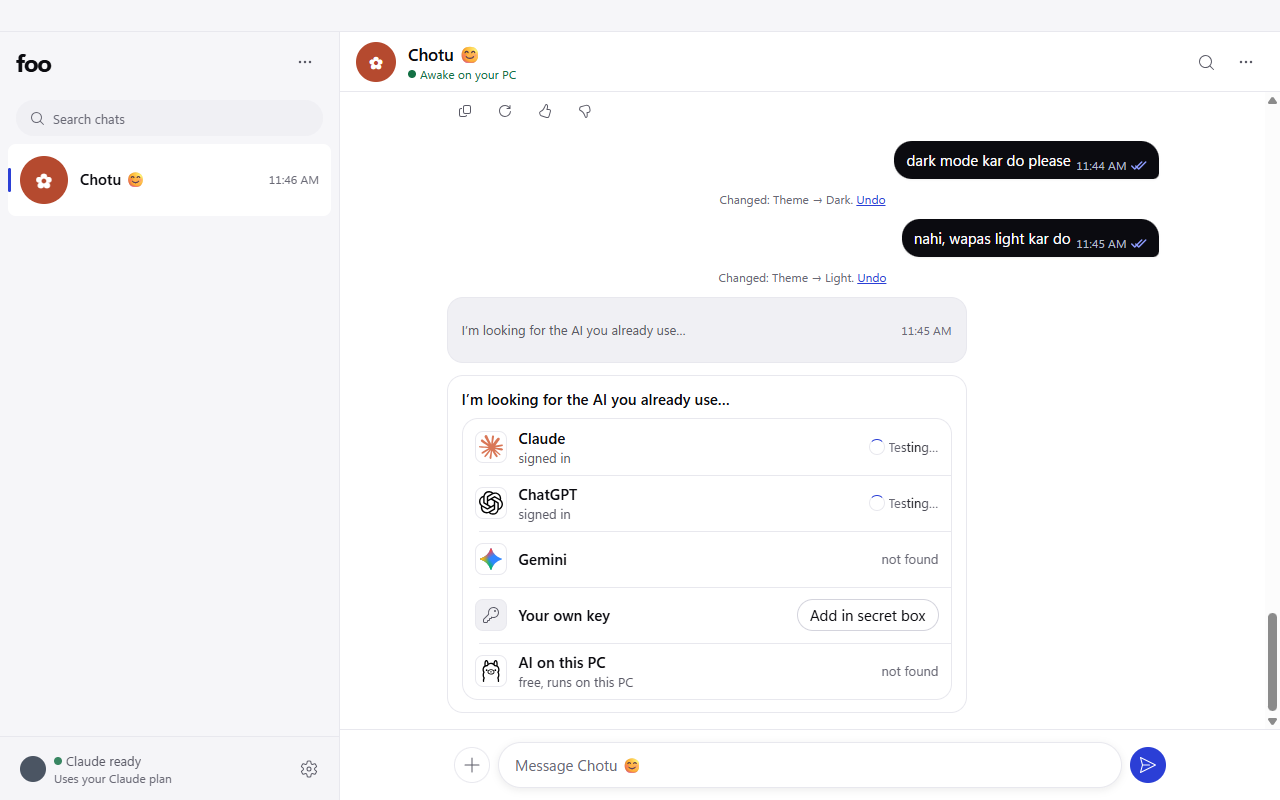 foo
Search chats
Chotu 😊
11:46 AM
Claude ready
Uses your Claude plan
Chotu 😊
Awake on your PC
dark mode kar do please 11:44 AM
Changed: Theme → Dark. Undo
nahi, wapas light kar do 11:45 AM
Changed: Theme → Light. Undo
I'm looking for the AI you already use… 11:45 AM
I’m looking for the AI you already use…
Claude
signed in
Testing…
ChatGPT
signed in
Testing…
Gemini
not found
Your own key
Add in secret box
AI on this PC
free, runs on this PC
not found
Message Chotu 😊